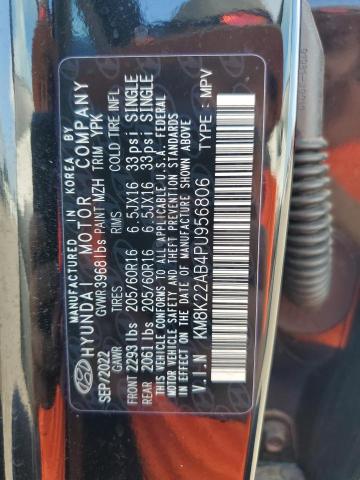 MANUFACTURED IN KOREA BY
HYUNDAI MOTOR COMPANY
SEP/2022 GVWR 3968 lbs PAINT MZH TRIM YPK
GAWR TIRES RIMS COLD TIRE INFL
FRONT 2293 lbs 205/60R16 6.5JX16 33psi SINGLE
REAR 2061 lbs 205/60R16 6.5JX16 33psi SINGLE
THIS VEHICLE CONFORMS TO ALL APPLICABLE U.S.A. FEDERAL
MOTOR VEHICLE SAFETY STANDARDS
IN EFFECT ON THE DATE OF MANUFACTURE SHOWN ABOVE
V.I.N KM8K22AB4PU956806 TYPE: MPV